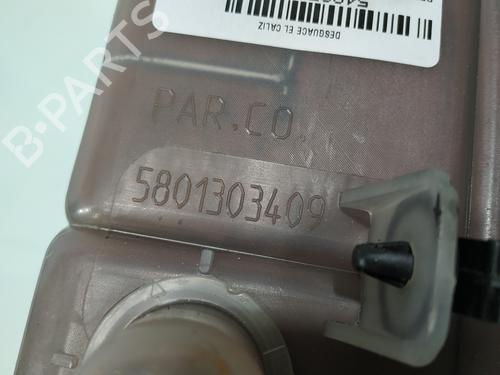 DESGUACE EL CALIZ
PAR.CO.
5801303409
B-PARTS